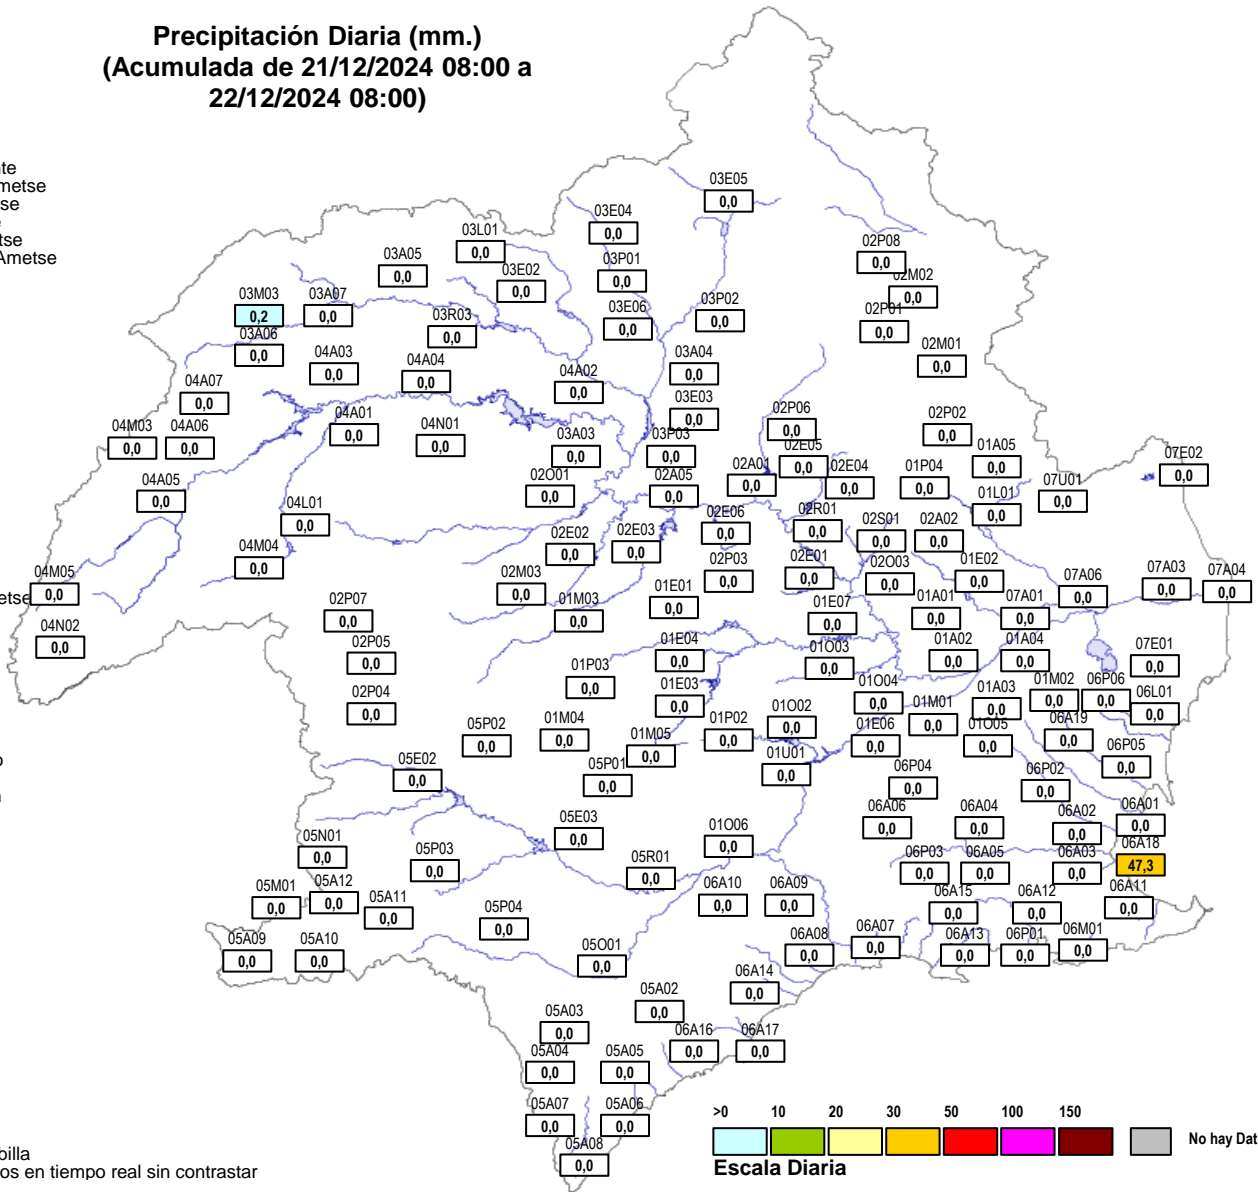 Precipitación Diaria (mm.)
(Acumulada de 21/12/2024 08:00 a
22/12/2024 08:00)
nte
metse
se
e
tse
Ametse
03E05
0,0
03E04
0,0
03L01
0,0
03A05
0,0
03P01
0,0
03E02
0,0
02P08
0,0
02M02
0,0
03M03
0,2
03A07
0,0
03R03
0,0
03E06
0,0
03P02
0,0
02P01
0,0
03A06
0,0
04A03
0,0
04A04
0,0
04A02
0,0
03A04
0,0
02M01
0,0
04A07
0,0
03E03
0,0
04M03
0,0
04A06
0,0
04A01
0,0
04N01
0,0
03A03
0,0
03P03
0,0
02P06
0,0
02P02
0,0
02E05
0,0
01A05
0,0
07E02
0,0
04A05
0,0
02O01
0,0
02A05
0,0
02A01
0,0
02E04
0,0
01P04
0,0
07U01
0,0
01L01
0,0
04L01
0,0
02E06
0,0
02R01
0,0
02S01
0,0
02A02
0,0
04M04
0,0
02E02
0,0
02E03
0,0
02P03
0,0
02E01
0,0
02O03
0,0
01E02
0,0
04M05
0,0
etse
02M03
0,0
07A06
0,0
07A03
0,0
07A04
0,0
02P07
0,0
01M03
0,0
01E01
0,0
01E07
0,0
01A01
0,0
07A01
0,0
04N02
0,0
02P05
0,0
01E04
0,0
01O03
0,0
01A02
0,0
01A04
0,0
07E01
0,0
01P03
0,0
02P04
0,0
01E03
0,0
01O04
0,0
01A03
0,0
01M02
0,0
06P06
0,0
06L01
0,0
05P02
0,0
01M04
0,0
01M05
0,0
01P02
0,0
01O02
0,0
01E06
0,0
01M01
0,0
01O05
0,0
06A19
0,0
06P05
0,0
o
05E02
0,0
05P01
0,0
01U01
0,0
06P04
0,0
06P02
0,0
05N01
0,0
05E03
0,0
01O06
0,0
06A06
0,0
06A04
0,0
06A02
0,0
06A01
0,0
05P03
0,0
05R01
0,0
06P03
0,0
06A05
0,0
06A03
0,0
06A18
47,3
05M01
0,0
05A12
0,0
05A11
0,0
06A10
0,0
06A09
0,0
06A15
0,0
06A12
0,0
06A11
0,0
05P04
0,0
05A09
0,0
05A10
0,0
05O01
0,0
06A08
0,0
06A07
0,0
06A13
0,0
06P01
0,0
06M01
0,0
05A02
0,0
06A14
0,0
05A03
0,0
06A16
0,0
06A17
0,0
05A04
0,0
05A05
0,0
05A07
0,0
05A06
0,0
05A08
0,0
>0 10 20 30 50 100 150
No hay Dat
Escala Diaria
billa
os en tiempo real sin contrastar